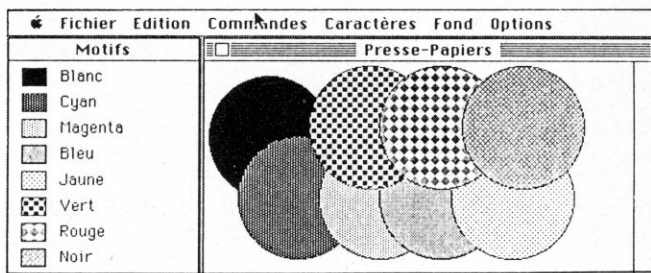 Fichier Edition Commandes Caractères Fond Options
Motifs
Presse-Papiers
Blanc
Cyan
Magenta
Bleu
Jaune
Vert
Rouge
Noir